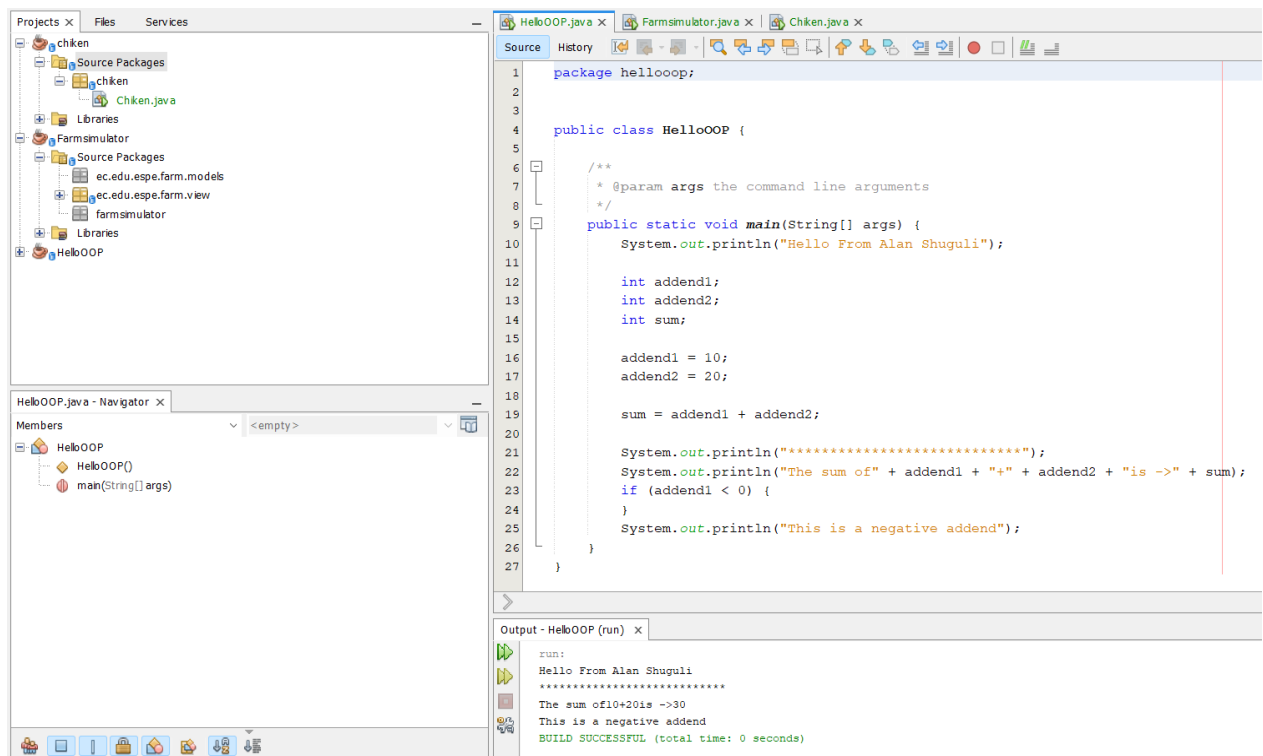 Projects Files Services
chiken
Source Packages
chiken
Chiken.java
Libraries
Farmsimulator
Source Packages
ec.edu.espe.farm.models
ec.edu.espe.farm.view
farmsimulator
Libraries
HelloOOP
HelloOOP.java - Navigator
Members <empty>
HelloOOP
HelloOOP()
main(String[] args)
HelloOOP.java Farmsimulator.java Chiken.java
Source History
1 package hellooop;
2
3
4 public class HelloOOP {
5
6 /**
7 * @param args the command line arguments
8 */
9 public static void main(String[] args) {
10 System.out.println("Hello From Alan Shuguli");
11
12 int addend1;
13 int addend2;
14 int sum;
15
16 addend1 = 10;
17 addend2 = 20;
18
19 sum = addend1 + addend2;
20
21 System.out.println("****************************");
22 System.out.println("The sum of" + addend1 + "+" + addend2 + "is ->" + sum);
23 if (addend1 < 0) {
24 }
25 System.out.println("This is a negative addend");
26 }
27 }
Output - HelloOOP (run)
run:
Hello From Alan Shuguli
****************************
The sum of10+20is ->30
This is a negative addend
BUILD SUCCESSFUL (total time: 0 seconds)